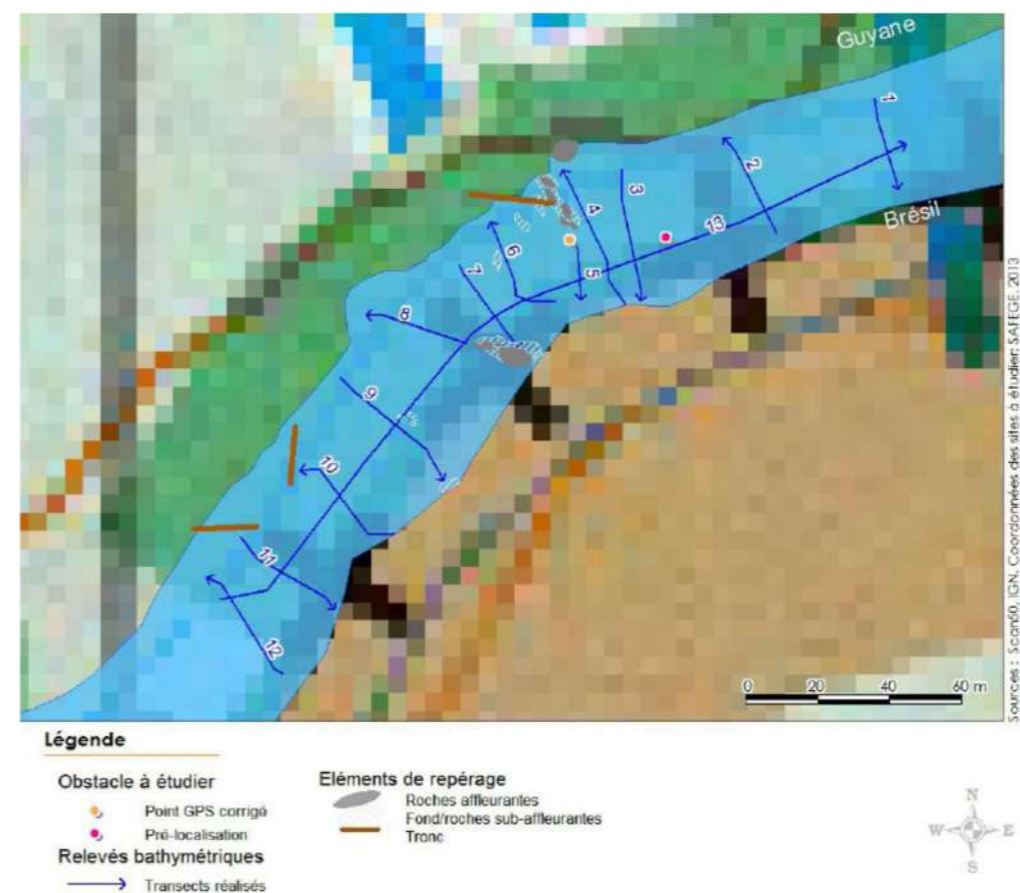 Guyane
Brésil
1
2
3
4
5
6
7
8
9
10
11
12
13
0 20 40 60 m
Sources : Scan50, IGN, Coordonnées des sites à étudier: SAFEGE, 2013
Légende
Obstacle à étudier
Point GPS corrigé
Pré-localisation
Relevés bathymétriques
Transects réalisés
Eléments de repérage
Roches affleurantes
Fond/roches sub-affleurantes
Tronc
N
W E
S